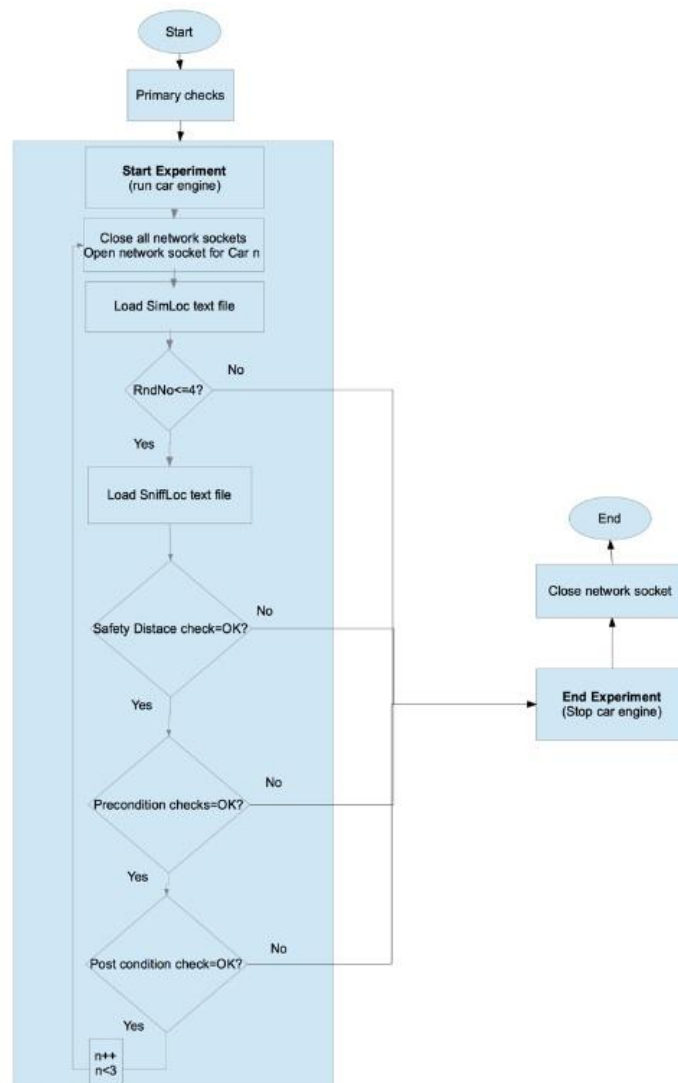 Start
Primary checks
Start Experiment
(run car engine)
Close all network sockets
Open network socket for Car n
Load SimLoc text file
No
RndNo<=4?
Yes
Load SniffLoc text file
End
Close network socket
No
Safety Distace check=OK?
End Experiment
(Stop car engine)
Yes
No
Precondition checks=OK?
Yes
No
Post condition check=OK?
Yes
n++
n<3